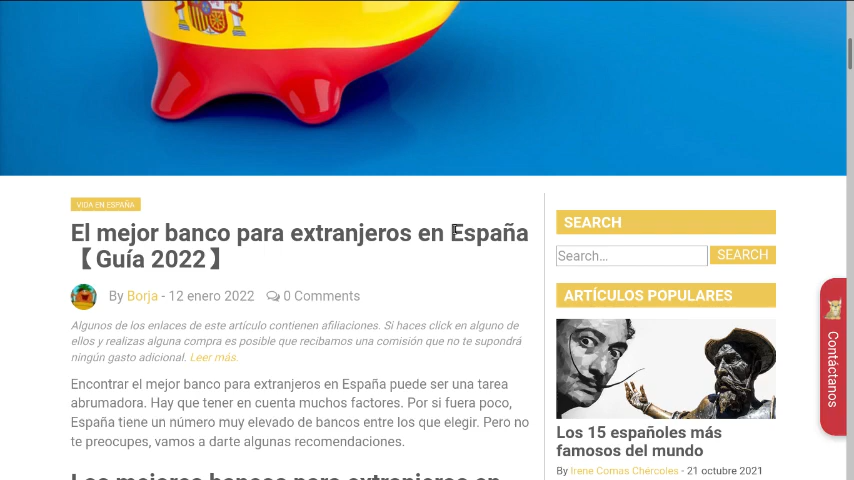 VIDA EN ESPAÑA
El mejor banco para extranjeros en España
【Guía 2022】
By Borja - 12 enero 2022 0 Comments
Algunos de los enlaces de este artículo contienen afiliaciones. Si haces click en alguno de
ellos y realizas alguna compra es posible que recibamos una comisión que no te supondrá
ningún gasto adicional. Leer más.
Encontrar el mejor banco para extranjeros en España puede ser una tarea
abrumadora. Hay que tener en cuenta muchos factores. Por si fuera poco,
España tiene un número muy elevado de bancos entre los que elegir. Pero no
te preocupes, vamos a darte algunas recomendaciones.
Los mejores bancos para extranjeros en
SEARCH
Search... SEARCH
ARTÍCULOS POPULARES
Los 15 españoles más
famosos del mundo
By Irene Comas Chércoles - 21 octubre 2021
Contáctanos